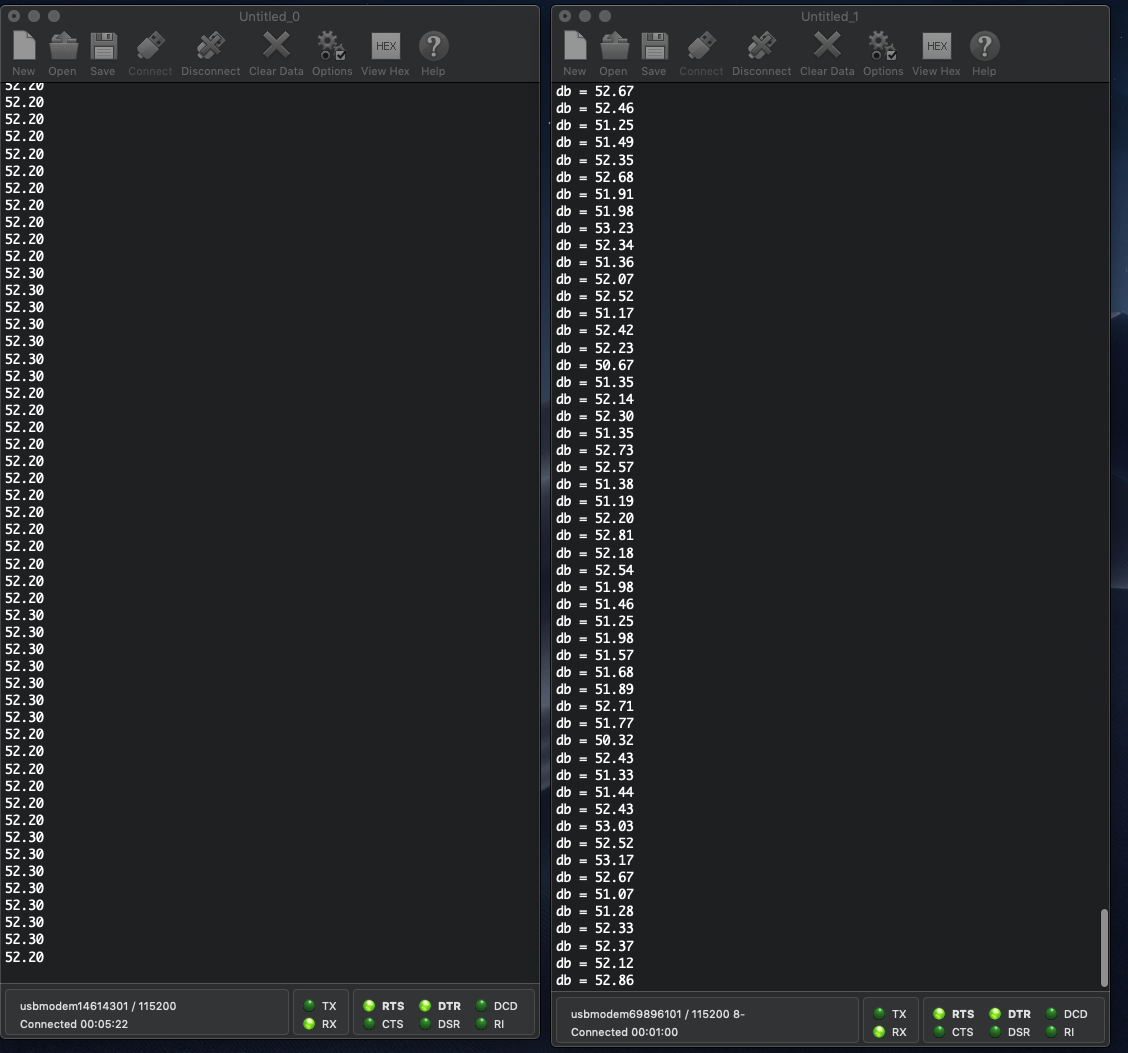 Untitled_0
New Open Save Connect Disconnect Clear Data Options View Hex Help
HEX
52.20
52.20
52.20
52.20
52.20
52.20
52.20
52.20
52.20
52.20
52.20
52.30
52.30
52.30
52.30
52.30
52.30
52.30
52.20
52.20
52.20
52.20
52.20
52.20
52.20
52.20
52.20
52.20
52.20
52.20
52.20
52.30
52.30
52.30
52.30
52.30
52.30
52.30
52.20
52.20
52.20
52.20
52.20
52.20
52.30
52.30
52.30
52.30
52.30
52.30
52.30
52.20
usbmodem14614301 / 115200
Connected 00:05:22
TX RTS DTR DCD
RX CTS DSR RI
Untitled_1
New Open Save Connect Disconnect Clear Data Options View Hex Help
HEX
db = 52.67
db = 52.46
db = 51.25
db = 51.49
db = 52.35
db = 52.68
db = 51.91
db = 51.98
db = 53.23
db = 52.34
db = 51.36
db = 52.07
db = 52.52
db = 51.17
db = 52.42
db = 52.23
db = 50.67
db = 51.35
db = 52.14
db = 52.30
db = 51.35
db = 52.73
db = 52.57
db = 51.38
db = 51.19
db = 52.20
db = 52.81
db = 52.18
db = 52.54
db = 51.98
db = 51.46
db = 51.25
db = 51.98
db = 51.57
db = 51.68
db = 51.89
db = 52.71
db = 51.77
db = 50.32
db = 52.43
db = 51.33
db = 51.44
db = 52.43
db = 53.03
db = 52.52
db = 53.17
db = 52.67
db = 51.07
db = 51.28
db = 52.33
db = 52.37
db = 52.12
db = 52.86
usbmodem69896101 / 115200 8-
Connected 00:01:00
TX RTS DTR DCD
RX CTS DSR RI